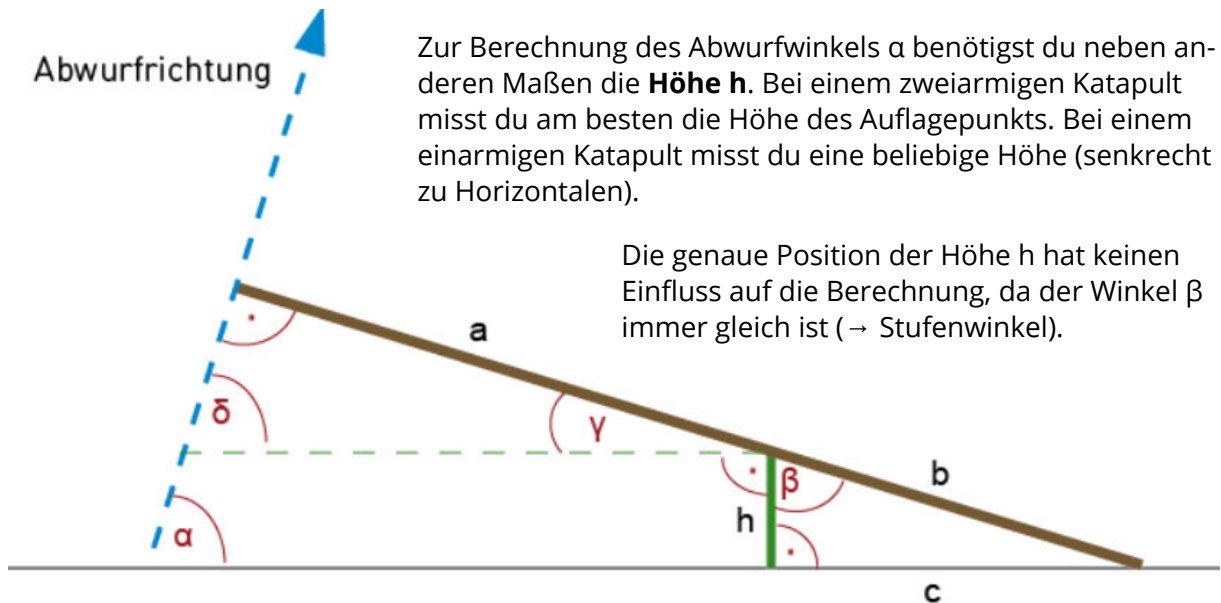 Abwurfrichtung
Zur Berechnung des Abwurfwinkels α benötigst du neben an-
deren Maßen die Höhe h. Bei einem zweiarmigen Katapult
misst du am besten die Höhe des Auflagepunkts. Bei einem
einarmigen Katapult misst du eine beliebige Höhe (senkrecht
zu Horizontalen).
Die genaue Position der Höhe h hat keinen
Einfluss auf die Berechnung, da der Winkel β
immer gleich ist (→ Stufenwinkel).
a
δ
γ
β
b
h
α
c